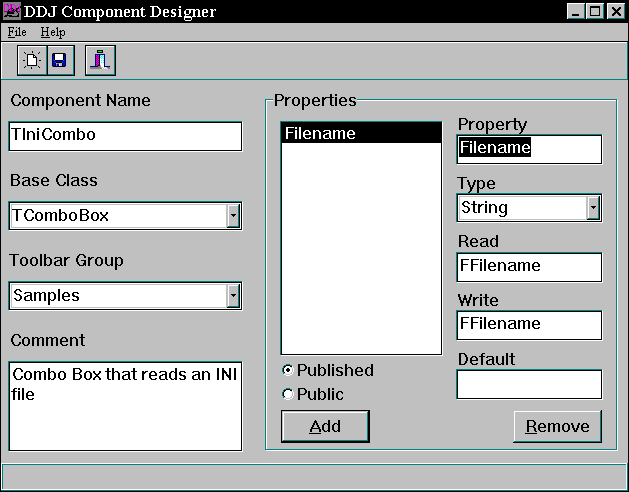 DDJ Component Designer
File Help
Component Name
TIniCombo
Base Class
TComboBox
Toolbar Group
Samples
Comment
Combo Box that reads an INI
file
Properties
Filename
Published
Public
Add
Property
Filename
Type
String
Read
FFilename
Write
FFilename
Default
Remove